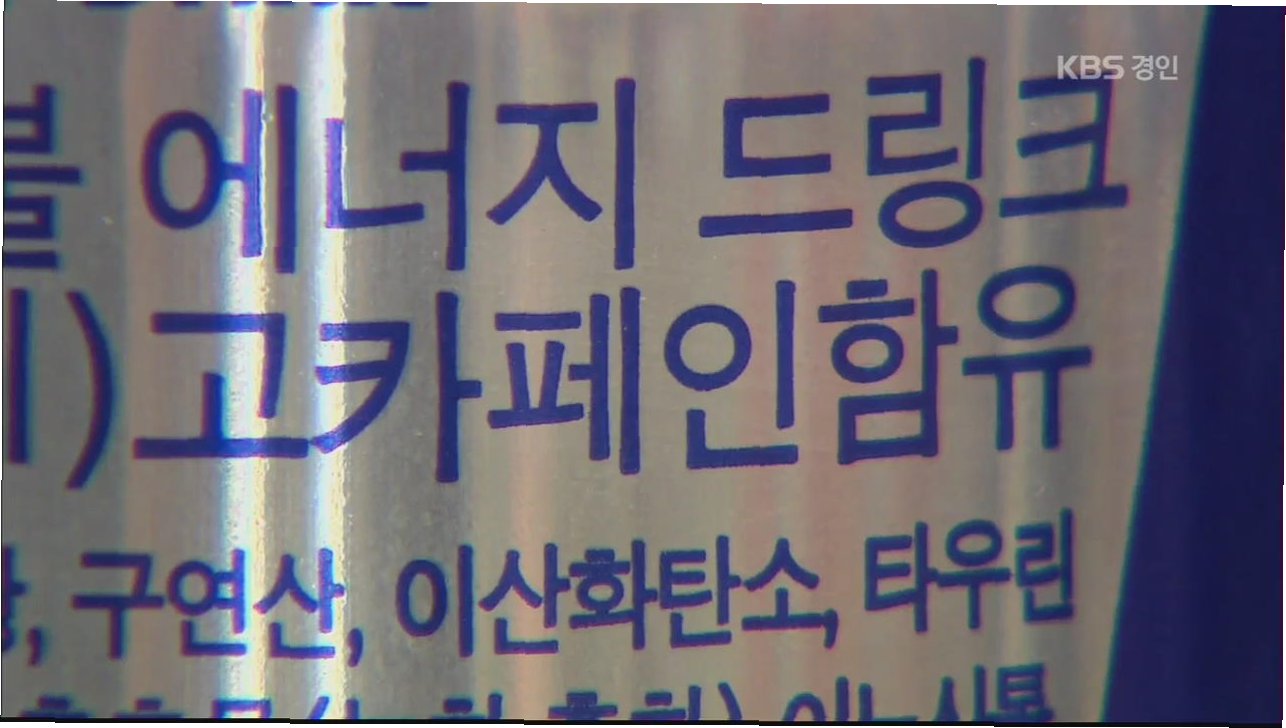 KBS 경인
에너지 드링크
) 고카페인함유
, 구연산, 이산화탄소, 타우린